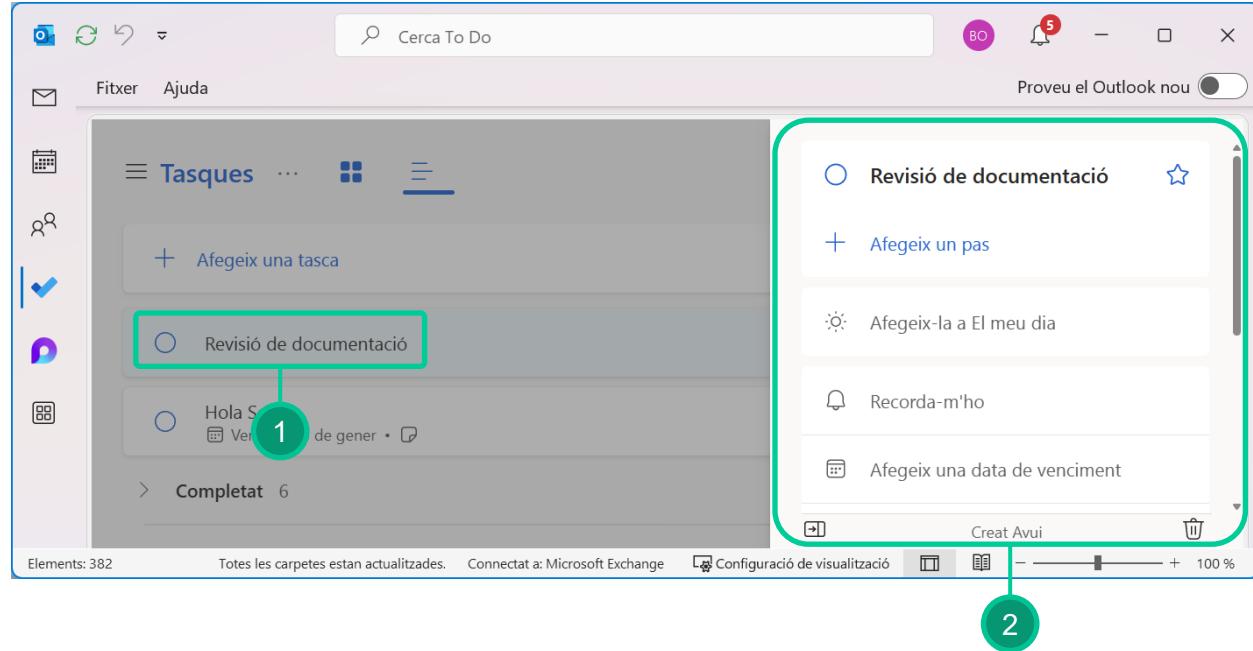 Cerca To Do
BO
5
Fitxer Ajuda
Proveu el Outlook nou
Tasques
Afegeix una tasca
Revisió de documentació
1
Hola
de gener •
Completat 6
Revisió de documentació
Afegeix un pas
Afegeix-la a El meu dia
Recorda-m'ho
Afegeix una data de venciment
Creat Avui
Elements: 382 Totes les carpetes estan actualitzades. Connectat a: Microsoft Exchange Configuració de visualització 100 %
2